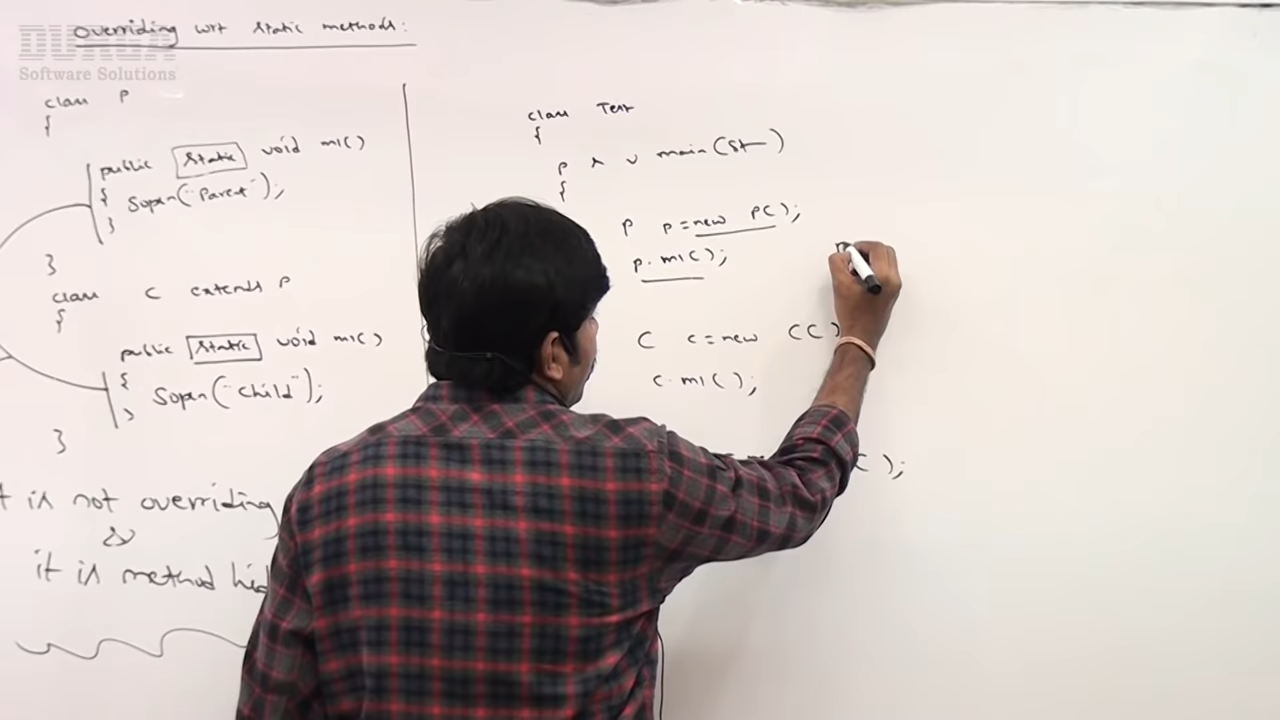 Overriding wrt static methods:
Software Solutions
class P
{
public static void m1()
{ Sopln("Parent");
}
}
class C extends P
{
public static void m1()
{ Sopln("child");
}
}
it is not overriding
&
it is method hid
class Test
{
p s v main(St )
{
P p=new P();
p.m1();
C c=new C()
c.m1();
);